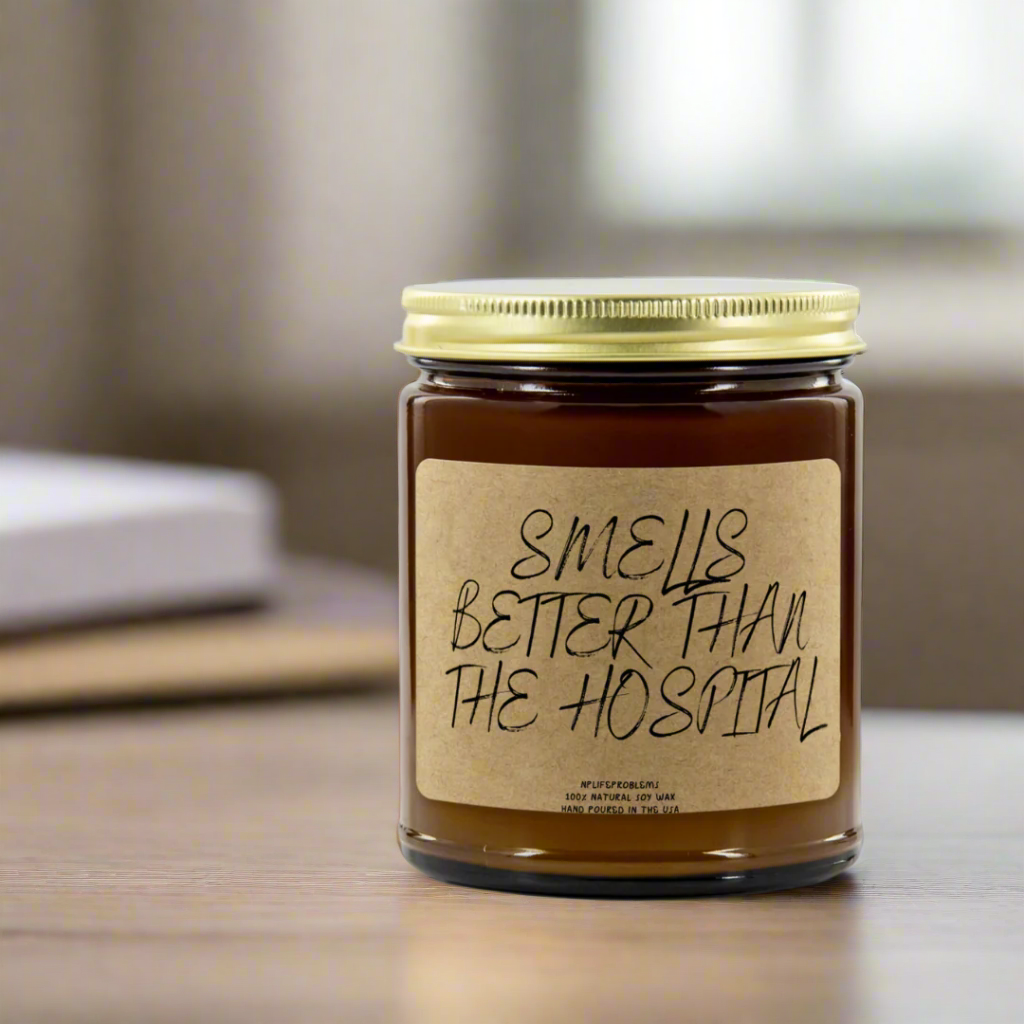 SMELLS
BETTER THAN
THE HOSPITAL
NPLIFEPROBLEMS
100% NATURAL SOY WAX
HAND POURED IN THE USA